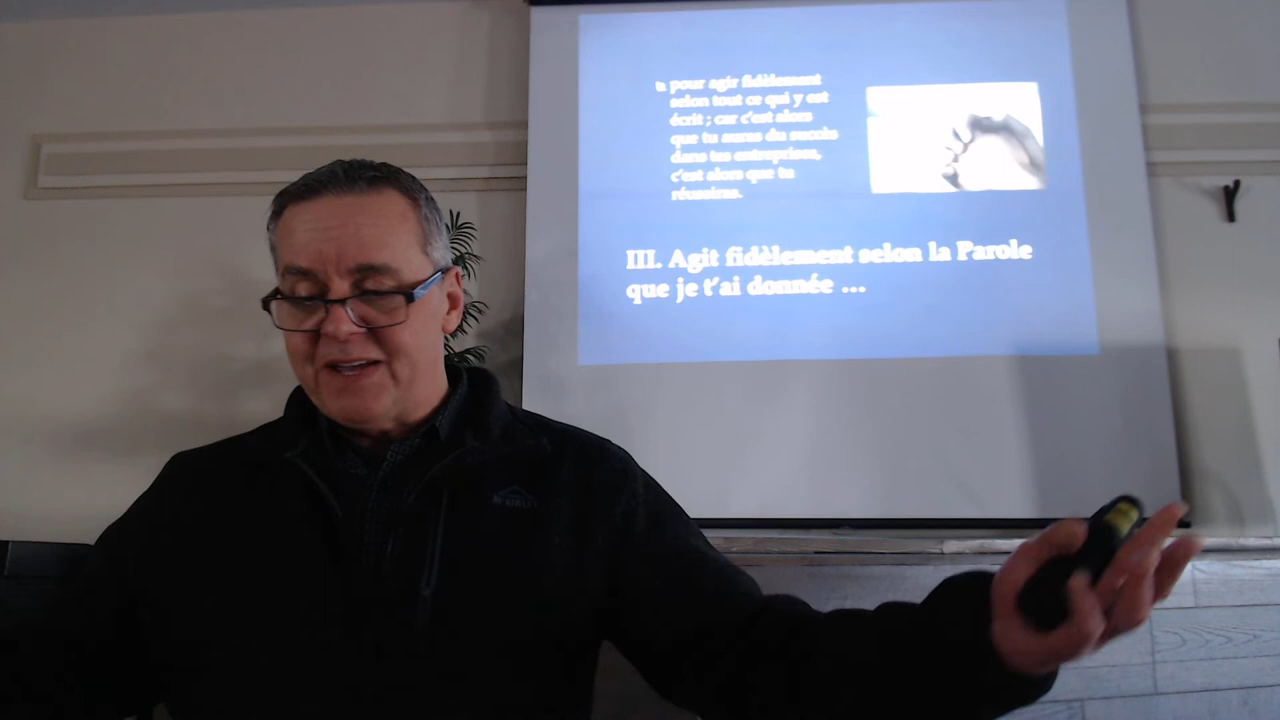 pour agir fidèlement
selon tout ce qui y est
écrit ; car c'est alors
que tu auras du succès
dans tes entreprises,
c'est alors que tu
réussiras.
III. Agit fidèlement selon la Parole
que je t'ai donnée ...